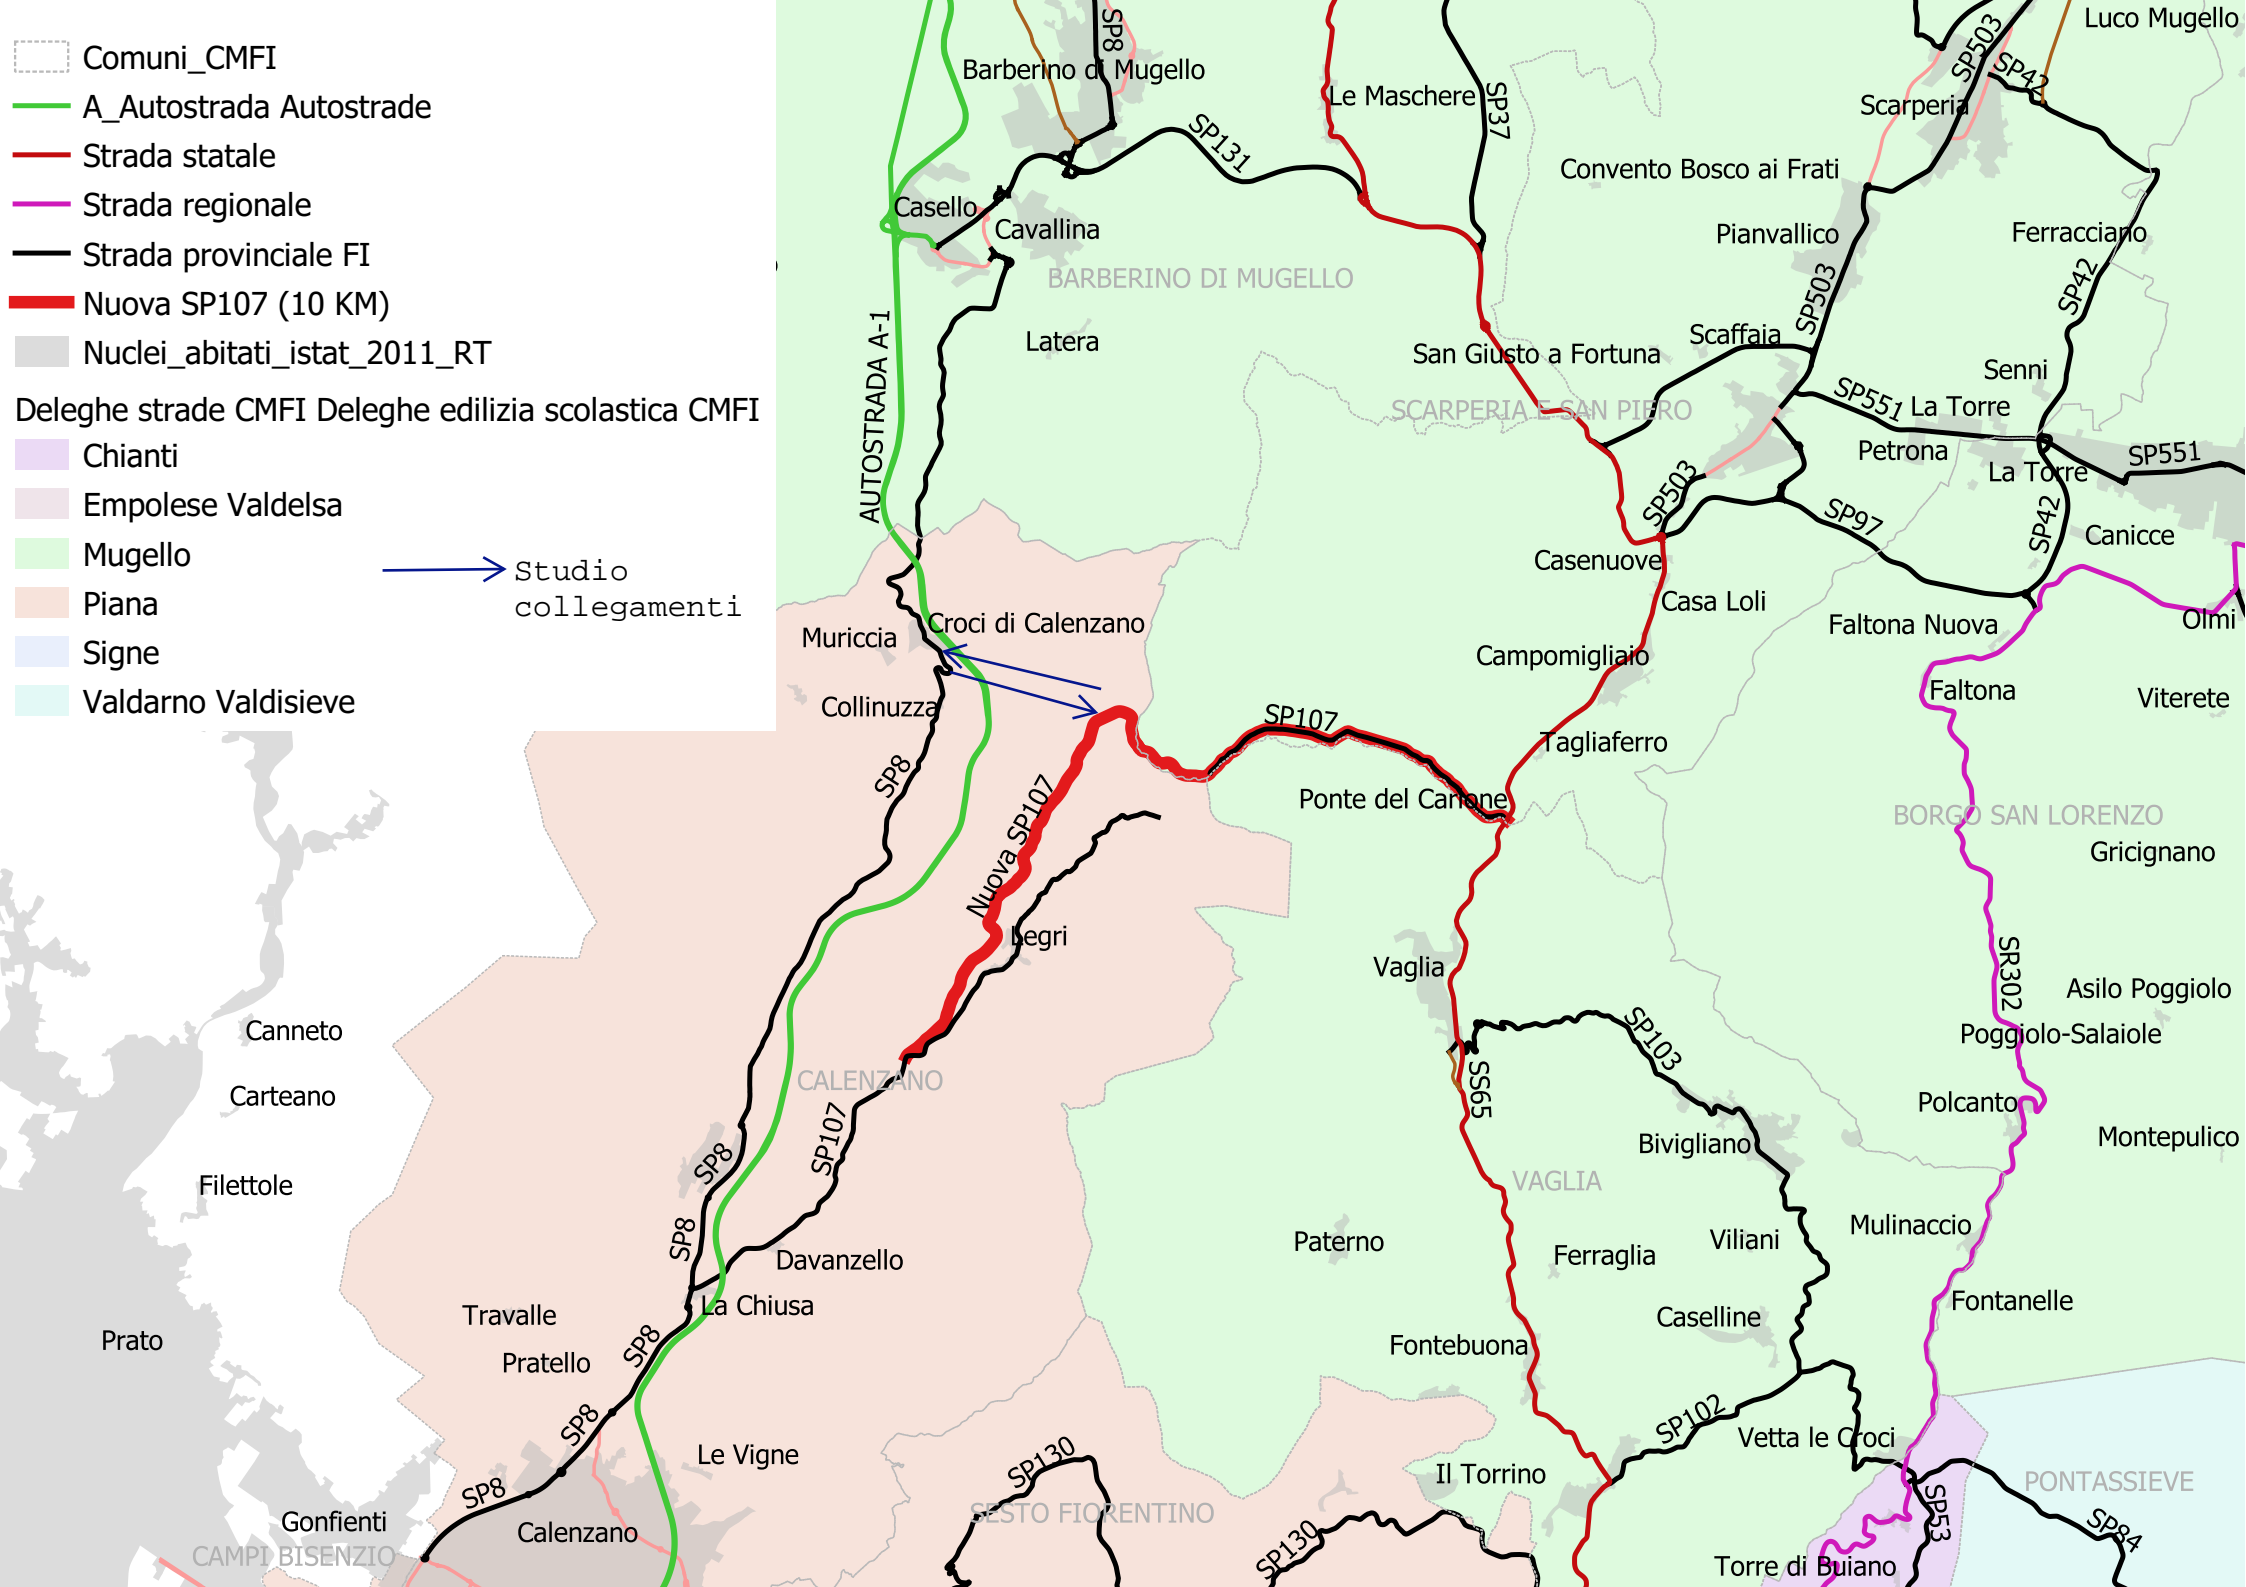 Comuni_CMFI
A_Autostrada Autostrade
Strada statale
Strada regionale
Strada provinciale FI
Nuova SP107 (10 KM)
Nuclei_abitati_istat_2011_RT
Deleghe strade CMFI Deleghe edilizia scolastica CMFI
Chianti
Empolese Valdelsa
Mugello
Piana
Signe
Valdarno Valdisieve
Studio
collegamenti
Luco Mugello
SP8
SP503
Barberino di Mugello
SP42
Le Maschere
SP37
Scarperia
SP131
Convento Bosco ai Frati
Casello
Cavallina
Pianvallico
Ferracciano
BARBERINO DI MUGELLO
SP42
SP503
AUTOSTRADA A-1
Latera
Scaffaia
San Giusto a Fortuna
Senni
SCARPERIA E SAN PIERO
SP551
La Torre
Petrona
SP551
La Torre
SP503
SP97
SP42
Canicce
Casenuove
Casa Loli
Croci di Calenzano
Muriccia
Faltona Nuova
Olmi
Campomigliaio
Faltona
Viterete
Collinuzza
SP107
Tagliaferro
SP8
Nuova SP107
Ponte del Carlone
BORGO SAN LORENZO
Gricignano
Legri
Vaglia
SR302
Asilo Poggiolo
Canneto
SP103
Poggiolo-Salaiole
CALENZANO
SS65
Carteano
Polcanto
SP107
Bivigliano
Montepulico
SP8
Filettole
VAGLIA
SP8
Paterno
Viliani
Mulinaccio
Ferraglia
Davanzello
La Chiusa
Fontanelle
Travalle
Caselline
Prato
SP8
Fontebuona
Pratello
SP8
SP102
Vetta le Croci
Le Vigne
SP130
Il Torrino
PONTASSIEVE
SP8
SESTO FIORENTINO
SP53
Gonfienti
Calenzano
SP130
SP84
CAMPI BISENZIO
Torre di Buiano